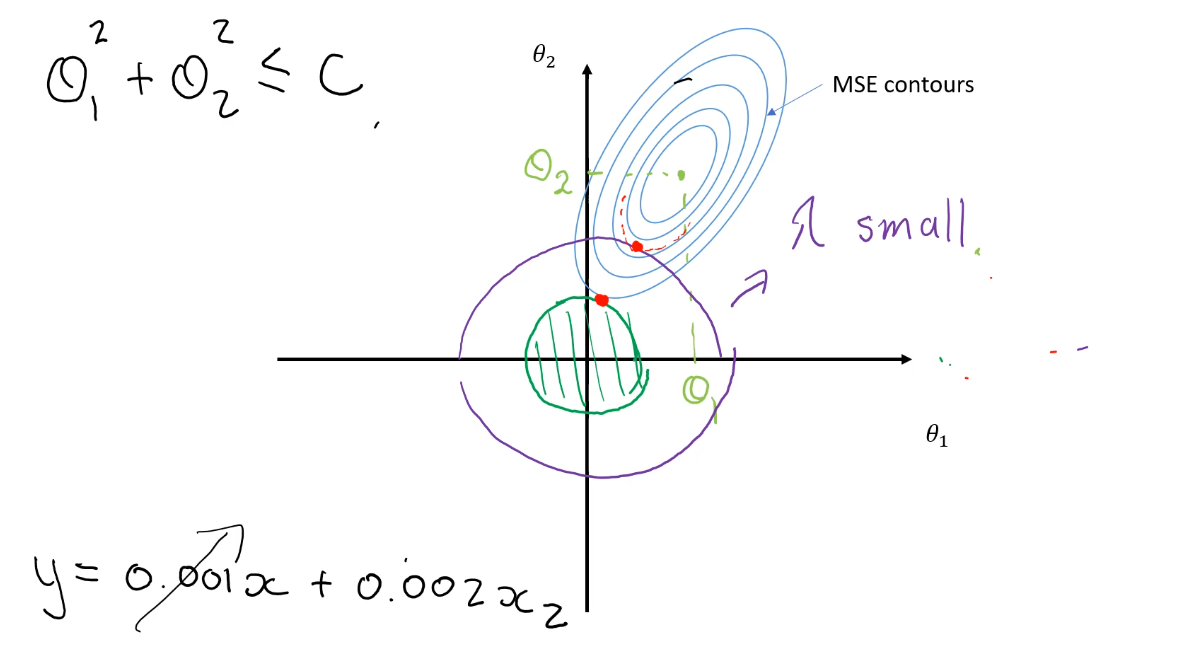 θ₁² + θ₂² ≤ C
θ₂
MSE contours
θ₂
λ small
θ₁
θ₁
y = 0.001x + 0.002x₂